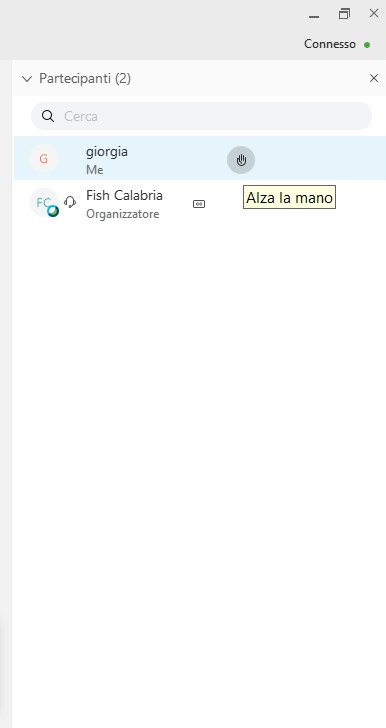 Connesso
Partecipanti (2)
Cerca
G
giorgia
Me
FC
Fish Calabria
Organizzatore
Alza la mano